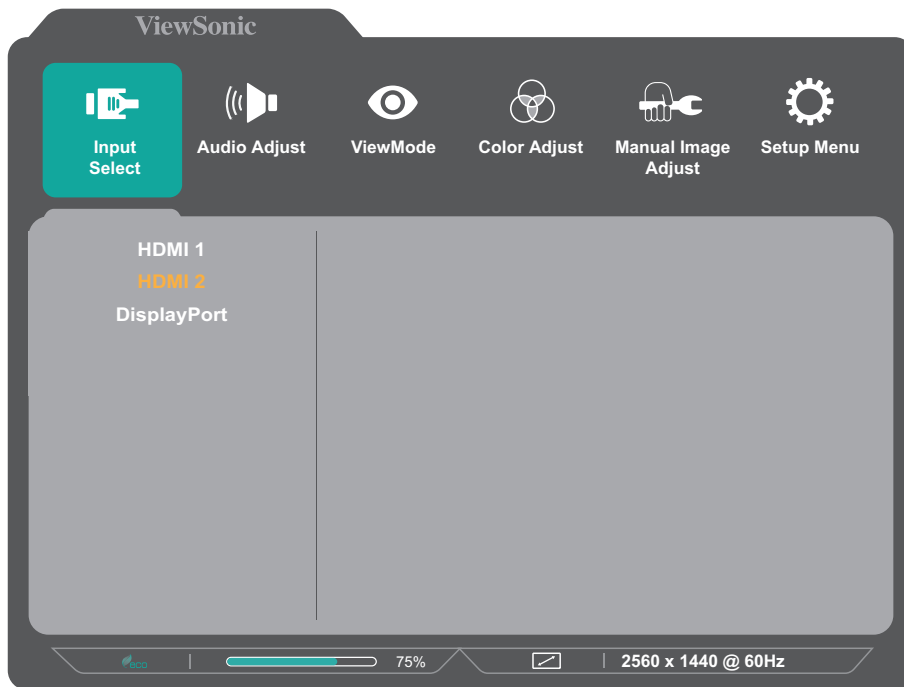 ViewSonic
Input
Select
Audio Adjust
ViewMode
Color Adjust
Manual Image
Adjust
Setup Menu
HDMI 1
HDMI 2
DisplayPort
eco
75%
2560 x 1440 @ 60Hz